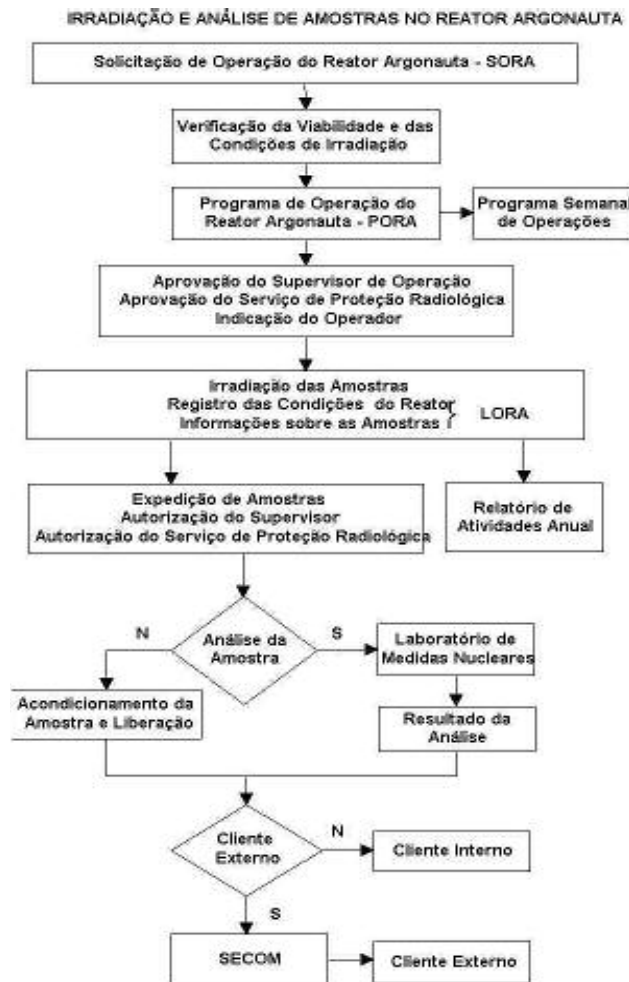 IRRADIAÇÃO E ANÁLISE DE AMOSTRAS NO REATOR ARGONAUTA
Solicitação de Operação do Reator Argonauta - SORA
Verificação da Viabilidade e das
Condições de Irradiação
Programa de Operação do
Reator Argonauta - PORA
Programa Semanal
de Operações
Aprovação do Supervisor de Operação
Aprovação do Serviço de Proteção Radiológica
Indicação do Operador
Irradiação das Amostras
Registro das Condições do Reator
Informações sobre as Amostras í
LORA
Expedição de Amostras
Autorização do Supervisor
Autorização do Serviço de Proteção Radiológica
Relatório de
Atividades Anual
N
Análise da
Amostra
S
Laboratório de
Medidas Nucleares
Acondicionamento da
Amostra e Liberação
Resultado da
Análise
Cliente
Externo
N
Cliente Interno
S
SECOM
Cliente Externo